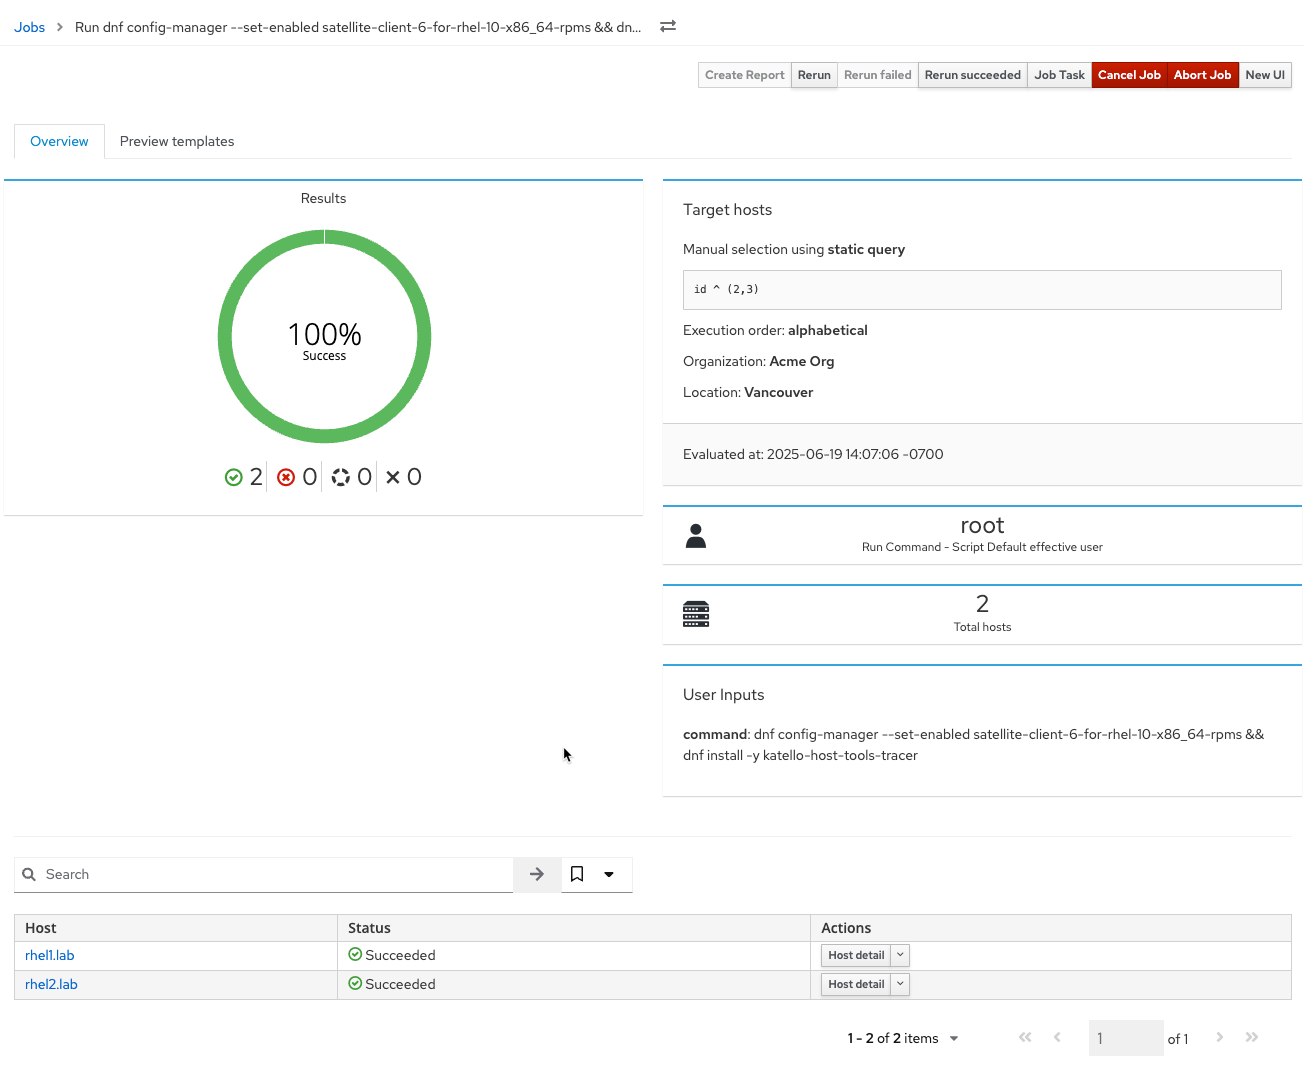 Jobs > Run dnf config-manager --set-enabled satellite-client-6-for-rhel-10-x86_64-rpms && dn...
Create Report Rerun Rerun failed Rerun succeeded Job Task Cancel Job Abort Job New UI
Overview Preview templates
Results
100%
Success
2 0 0 0
Target hosts
Manual selection using static query
id ^ (2,3)
Execution order: alphabetical
Organization: Acme Org
Location: Vancouver
Evaluated at: 2025-06-19 14:07:06 -0700
root
Run Command - Script Default effective user
2
Total hosts
User Inputs
command: dnf config-manager --set-enabled satellite-client-6-for-rhel-10-x86_64-rpms &&
dnf install -y katello-host-tools-tracer
Search
Host Status Actions
rhel1.lab Succeeded Host detail
rhel2.lab Succeeded Host detail
1 - 2 of 2 items 1 of 1